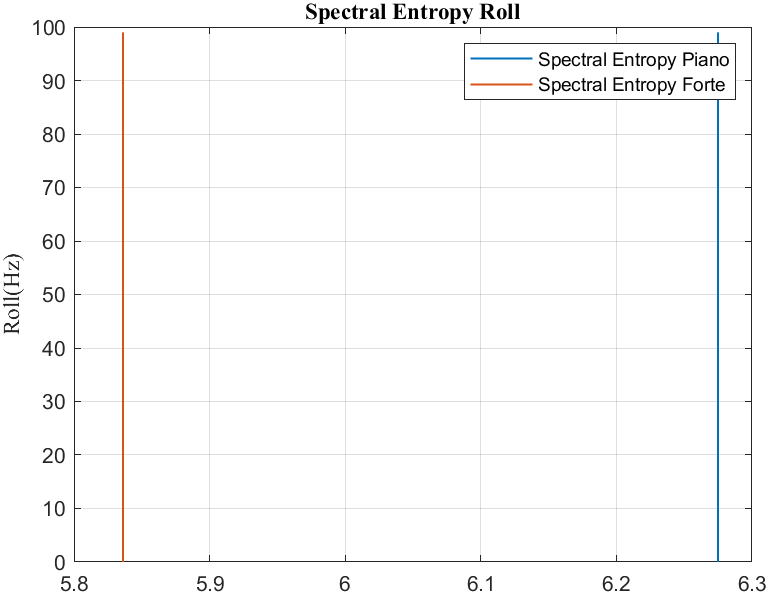 Spectral Entropy Roll
Spectral Entropy Piano
Spectral Entropy Forte
Roll(Hz)
100
90
80
70
60
50
40
30
20
10
0
5.8 5.9 6 6.1 6.2 6.3